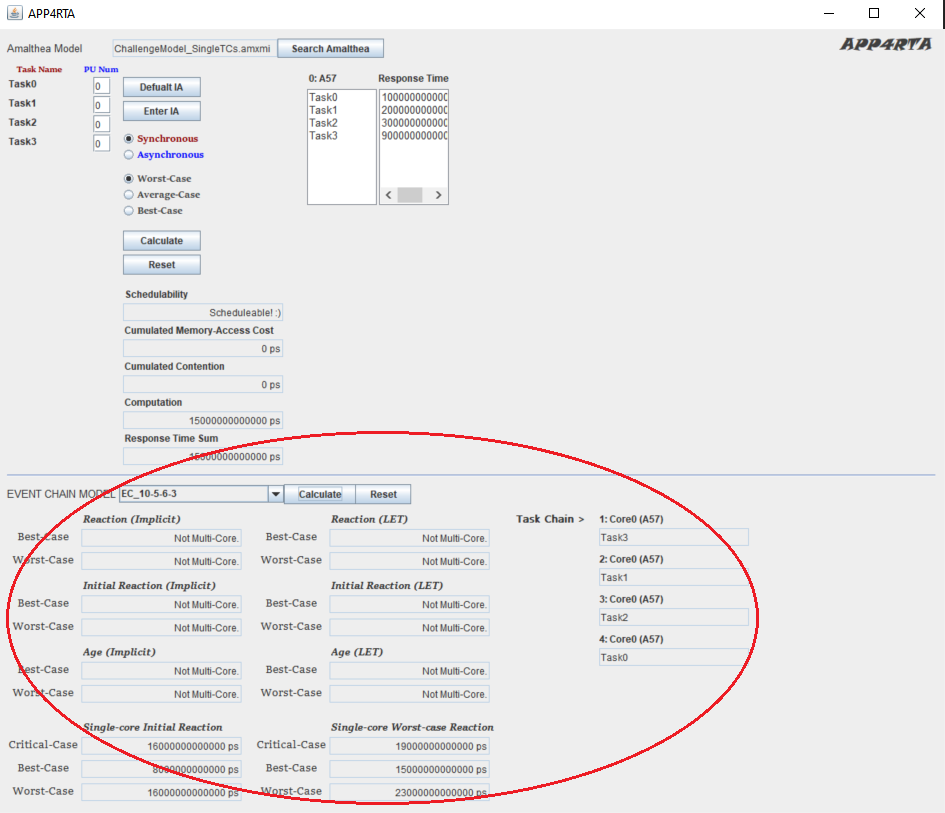 APP4RTA
Amalthea Model ChallengeModel_SingleTCs.amxmi Search Amalthea APP4RTA
Task Name PU Num
Task0 0
Task1 0
Task2 0
Task3 0
Defualt IA
Enter IA
Synchronous
Asynchronous
Worst-Case
Average-Case
Best-Case
Calculate
Reset
0: A57 Response Time
Task0 10000000000
Task1 20000000000
Task2 30000000000
Task3 90000000000
Schedulability
Scheduleable! :)
Cumulated Memory-Access Cost
0 ps
Cumulated Contention
0 ps
Computation
15000000000000 ps
Response Time Sum
15000000000000 ps
EVENT CHAIN MODEL EC_10-5-6-3 Calculate Reset
Reaction (Implicit) Reaction (LET)
Best-Case Not Multi-Core. Best-Case Not Multi-Core.
Worst-Case Not Multi-Core. Worst-Case Not Multi-Core.
Initial Reaction (Implicit) Initial Reaction (LET)
Best-Case Not Multi-Core. Best-Case Not Multi-Core.
Worst-Case Not Multi-Core. Worst-Case Not Multi-Core.
Age (Implicit) Age (LET)
Best-Case Not Multi-Core. Best-Case Not Multi-Core.
Worst-Case Not Multi-Core. Worst-Case Not Multi-Core.
Single-core Initial Reaction Single-core Worst-case Reaction
Critical-Case 16000000000000 ps Critical-Case 19000000000000 ps
Best-Case 8000000000000 ps Best-Case 15000000000000 ps
Worst-Case 16000000000000 ps Worst-Case 23000000000000 ps
Task Chain > 1: Core0 (A57)
Task3
2: Core0 (A57)
Task1
3: Core0 (A57)
Task2
4: Core0 (A57)
Task0